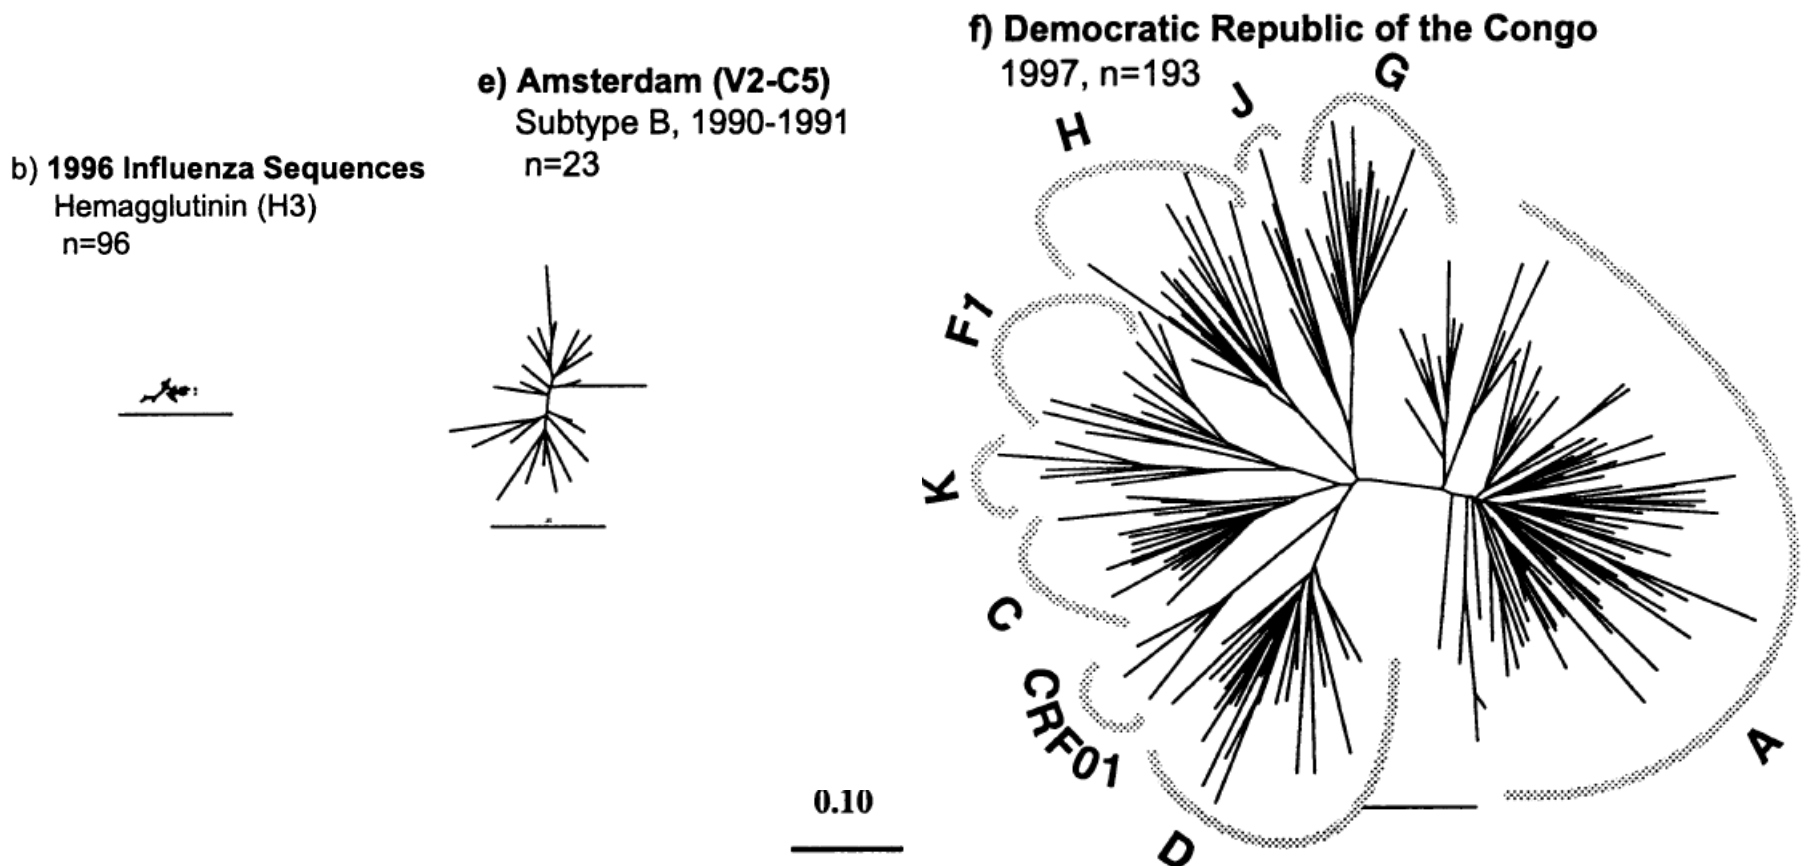 b) 1996 Influenza Sequences
Hemagglutinin (H3)
n=96
e) Amsterdam (V2-C5)
Subtype B, 1990-1991
n=23
f) Democratic Republic of the Congo
1997, n=193
G
J
H
F1
K
C
CRF01
D
A
0.10